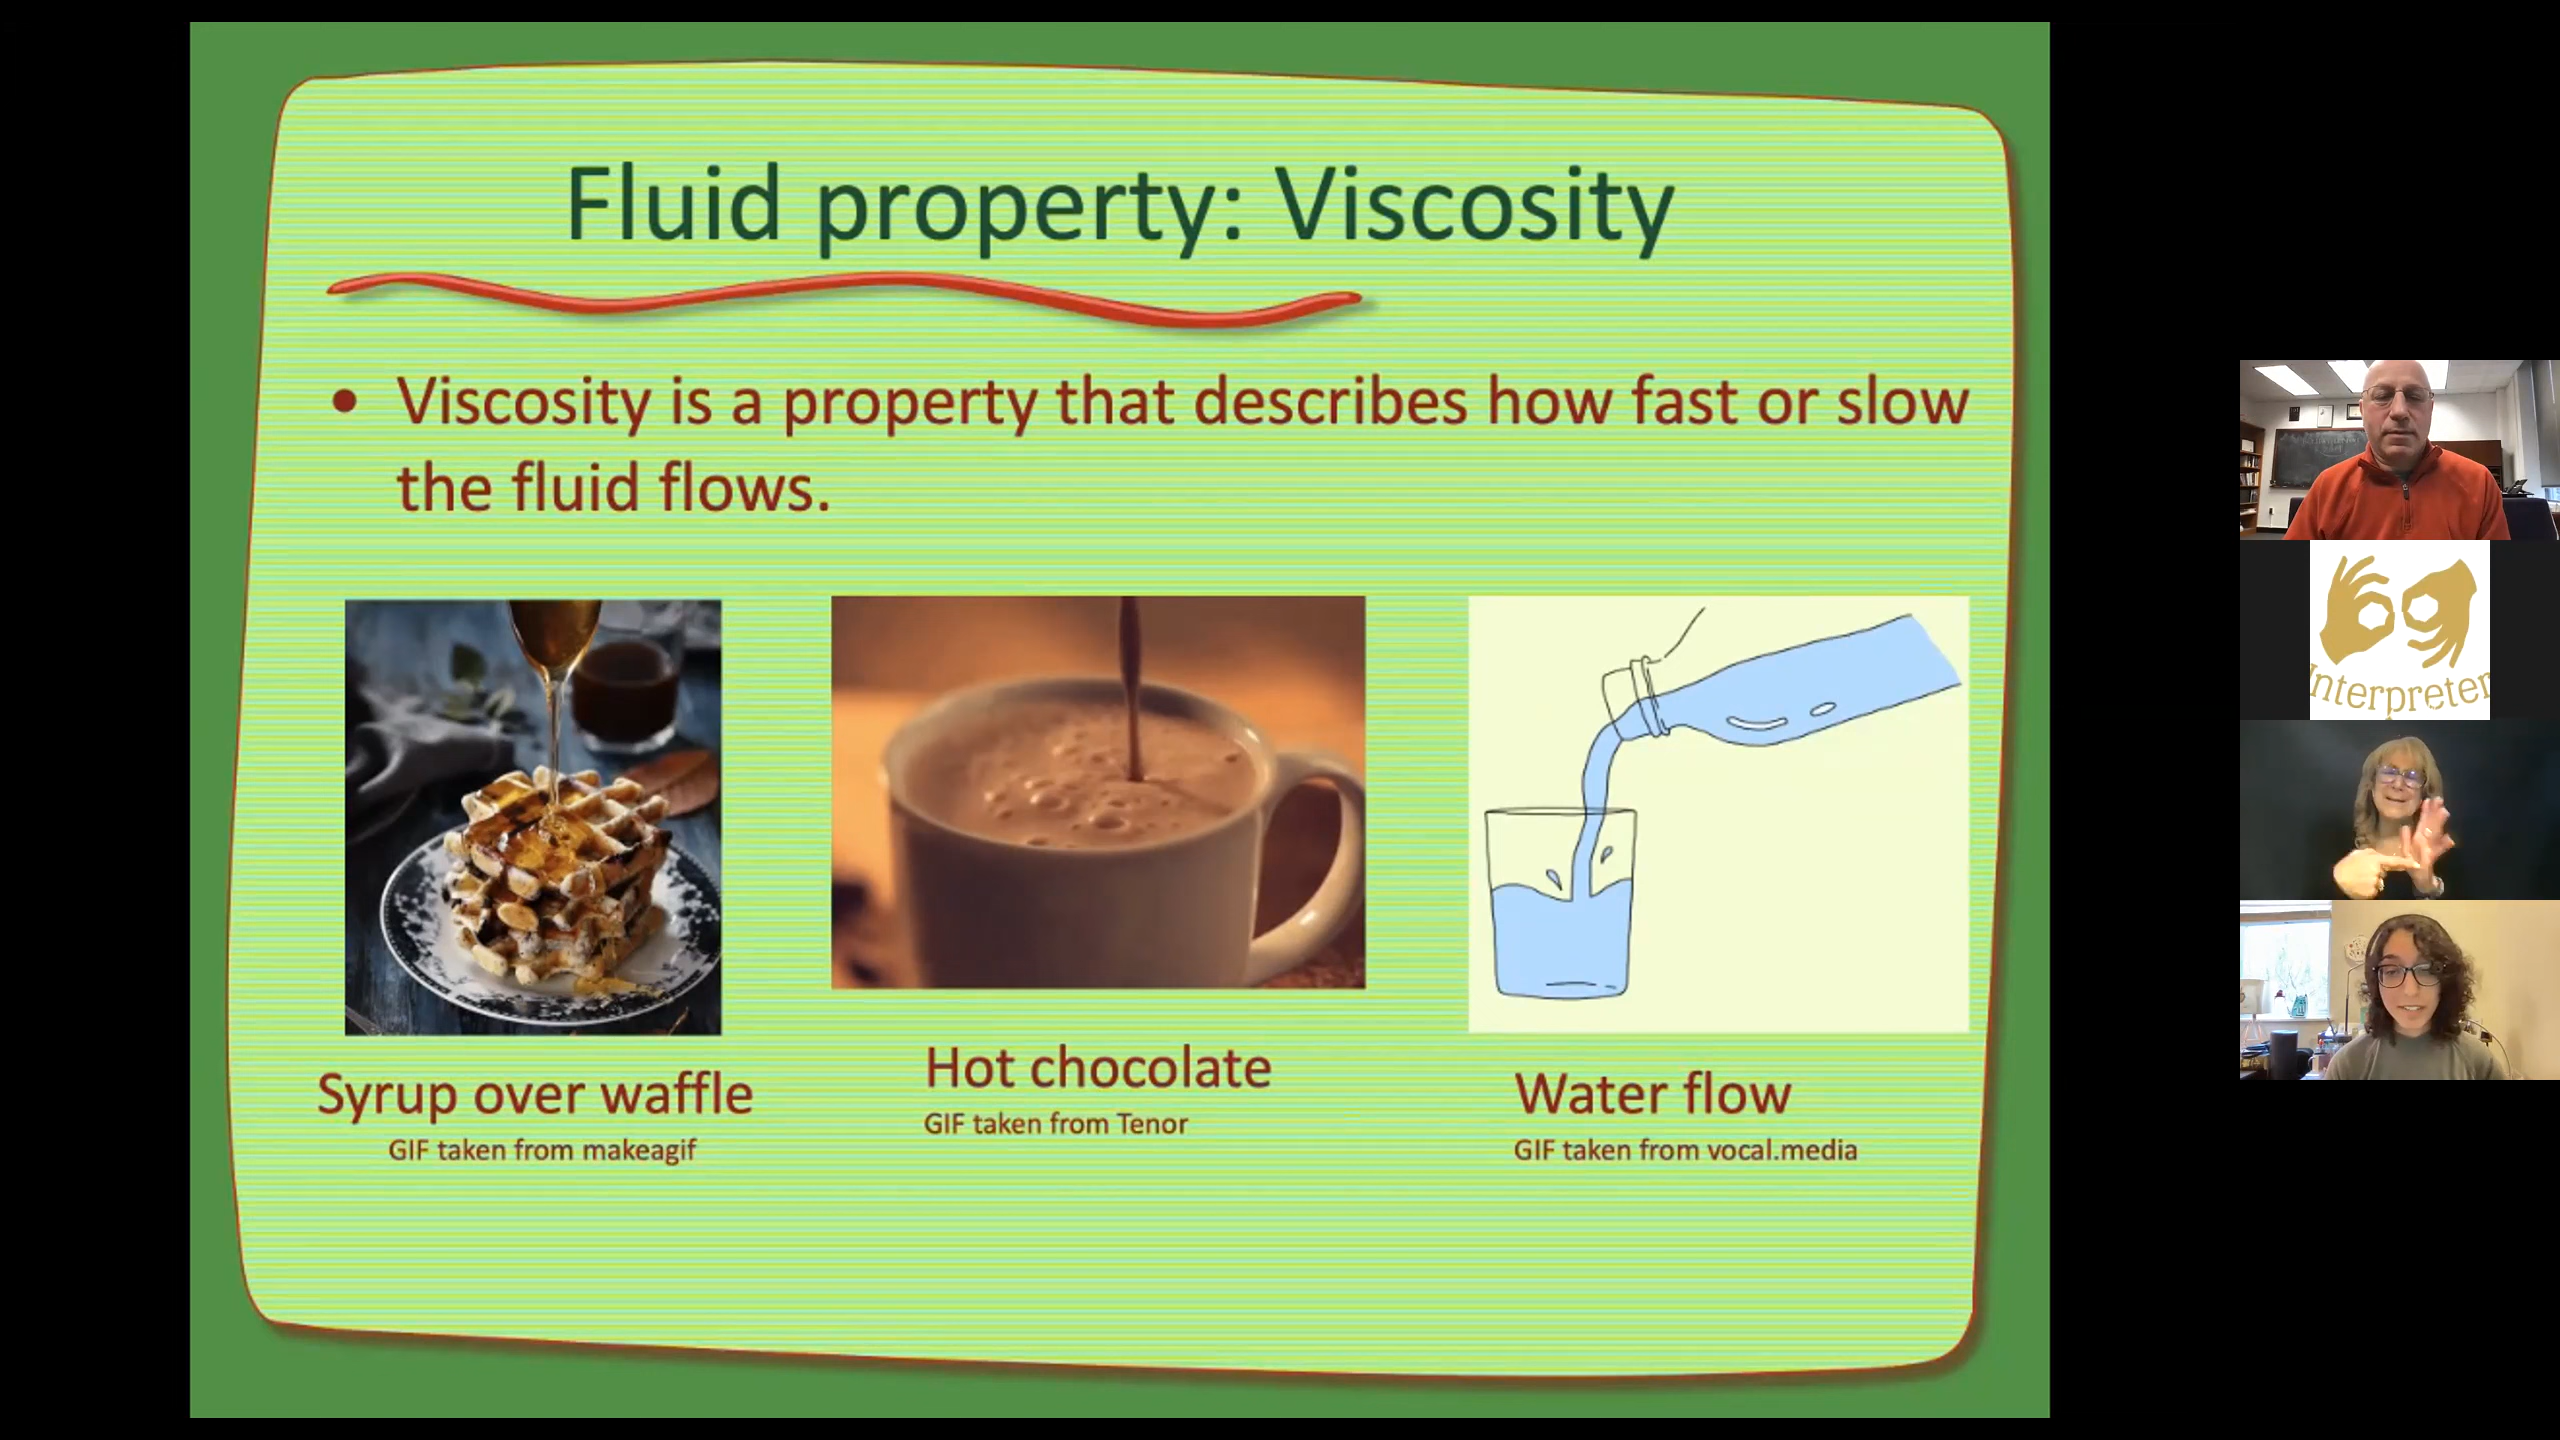 Fluid property: Viscosity
• Viscosity is a property that describes how fast or slow
the fluid flows.
Syrup over waffle
GIF taken from makeagif
Hot chocolate
GIF taken from Tenor
Water flow
GIF taken from vocal.media
Interpreter